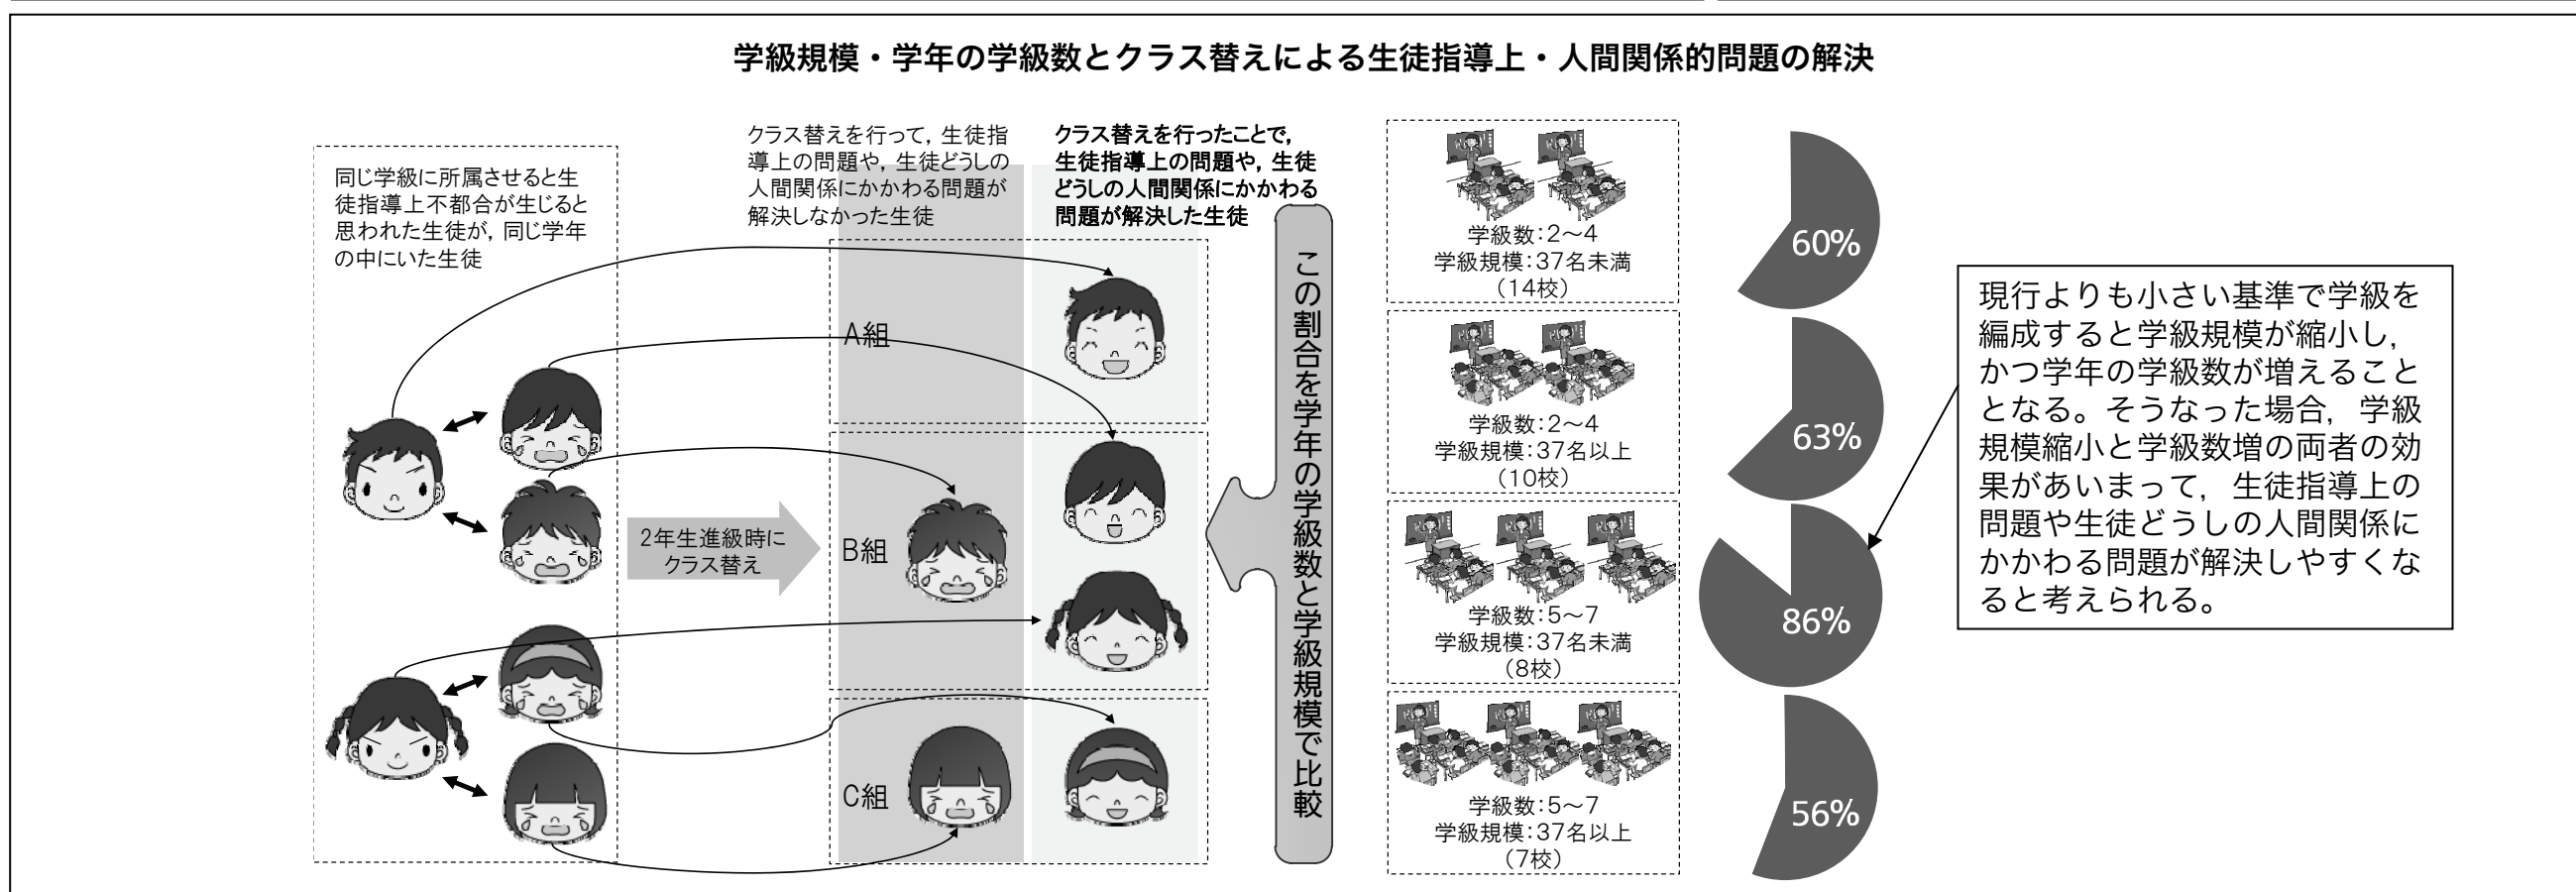 学級規模・学年の学級数とクラス替えによる生徒指導上・人間関係的問題の解決
同じ学級に所属させると生
徒指導上不都合が生じると
思われた生徒が，同じ学年
の中にいた生徒
2年生進級時に
クラス替え
クラス替えを行って，生徒指
導上の問題や，生徒どうしの
人間関係にかかわる問題が
解決しなかった生徒
クラス替えを行ったことで，
生徒指導上の問題や，生徒
どうしの人間関係にかかわる
問題が解決した生徒
A組
B組
C組
この割合を学年の学級数と学級規模で比較
学級数：2～4
学級規模：37名未満
（14校）
60%
学級数：2～4
学級規模：37名以上
（10校）
63%
学級数：5～7
学級規模：37名未満
（8校）
86%
学級数：5～7
学級規模：37名以上
（7校）
56%
現行よりも小さい基準で学級を
編成すると学級規模が縮小し，
かつ学年の学級数が増えること
となる。そうなった場合，学級
規模縮小と学級数増の両者の効
果があいまって，生徒指導上の
問題や生徒どうしの人間関係に
かかわる問題が解決しやすくな
ると考えられる。